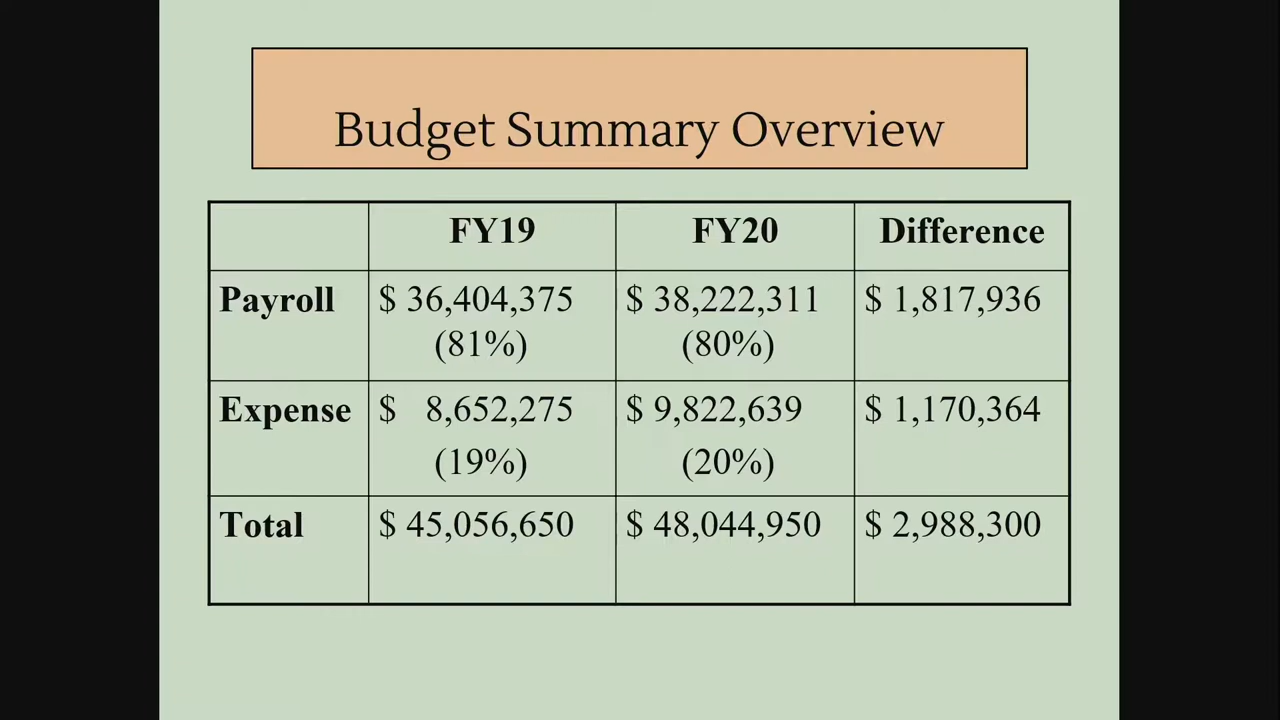 Budget Summary Overview
FY19 FY20 Difference
Payroll $ 36,404,375 $ 38,222,311 $ 1,817,936
(81%) (80%)
Expense $ 8,652,275 $ 9,822,639 $ 1,170,364
(19%) (20%)
Total $ 45,056,650 $ 48,044,950 $ 2,988,300